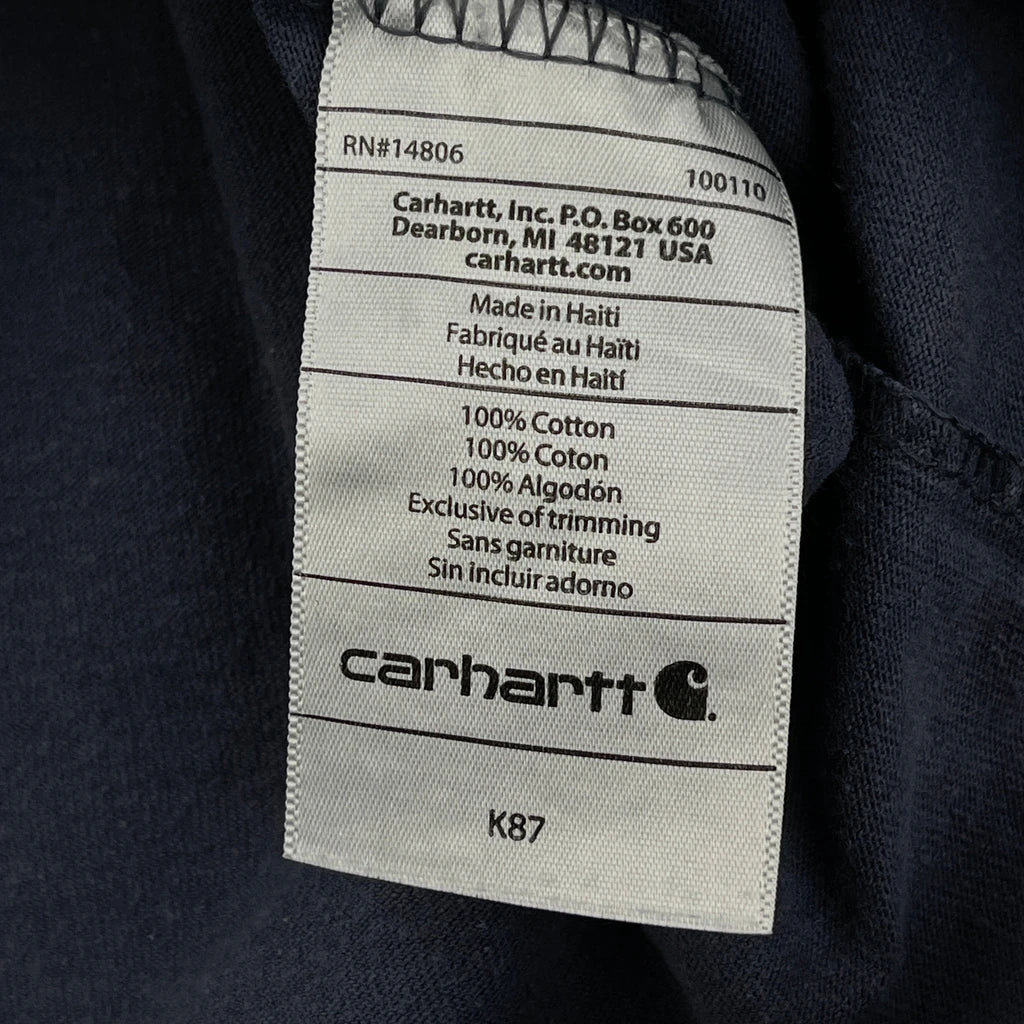 RN#14806
100110
Carhartt, Inc. P.O. Box 600
Dearborn, MI 48121 USA
carhartt.com
Made in Haiti
Fabriqué au Haïti
Hecho en Haití
100% Cotton
100% Coton
100% Algodón
Exclusive of trimming
Sans garniture
Sin incluir adorno
carhartt
K87